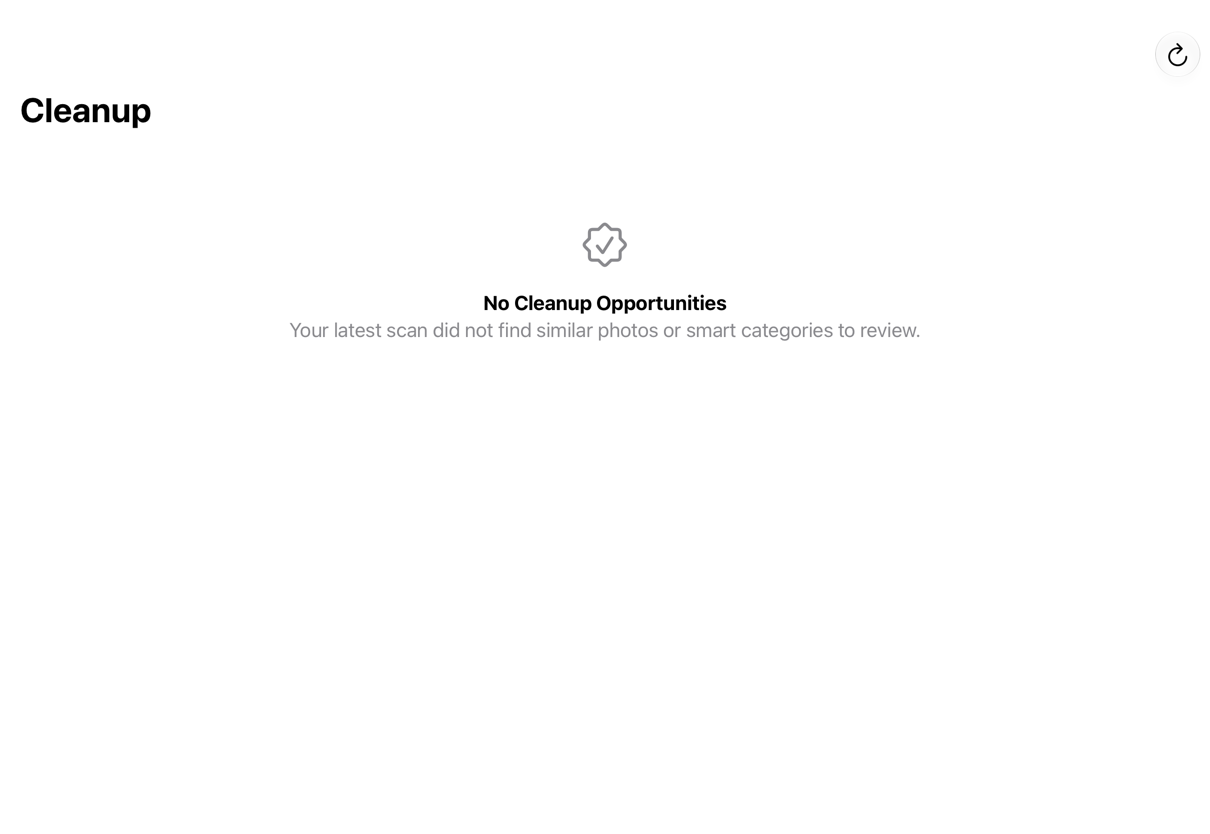 Cleanup
No Cleanup Opportunities
Your latest scan did not find similar photos or smart categories to review.